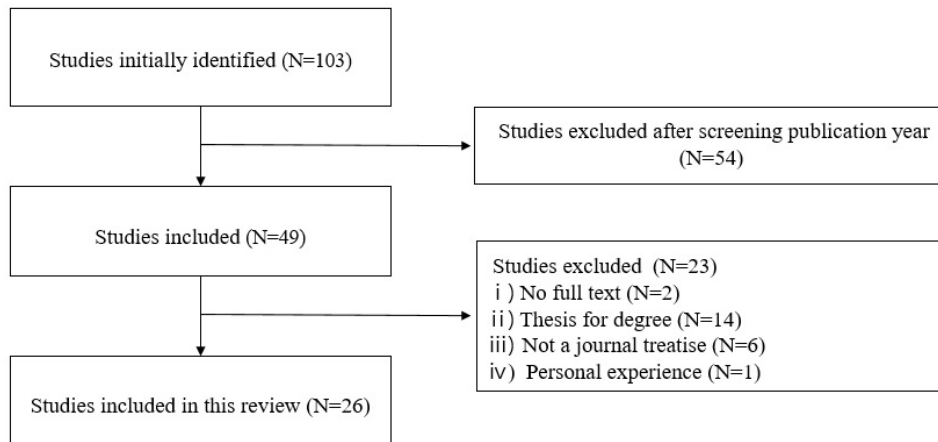 Studies initially identified (N=103)
Studies excluded after screening publication year
(N=54)
Studies included (N=49)
Studies excluded (N=23)
ⅰ) No full text (N=2)
ⅱ) Thesis for degree (N=14)
ⅲ) Not a journal treatise (N=6)
ⅳ) Personal experience (N=1)
Studies included in this review (N=26)